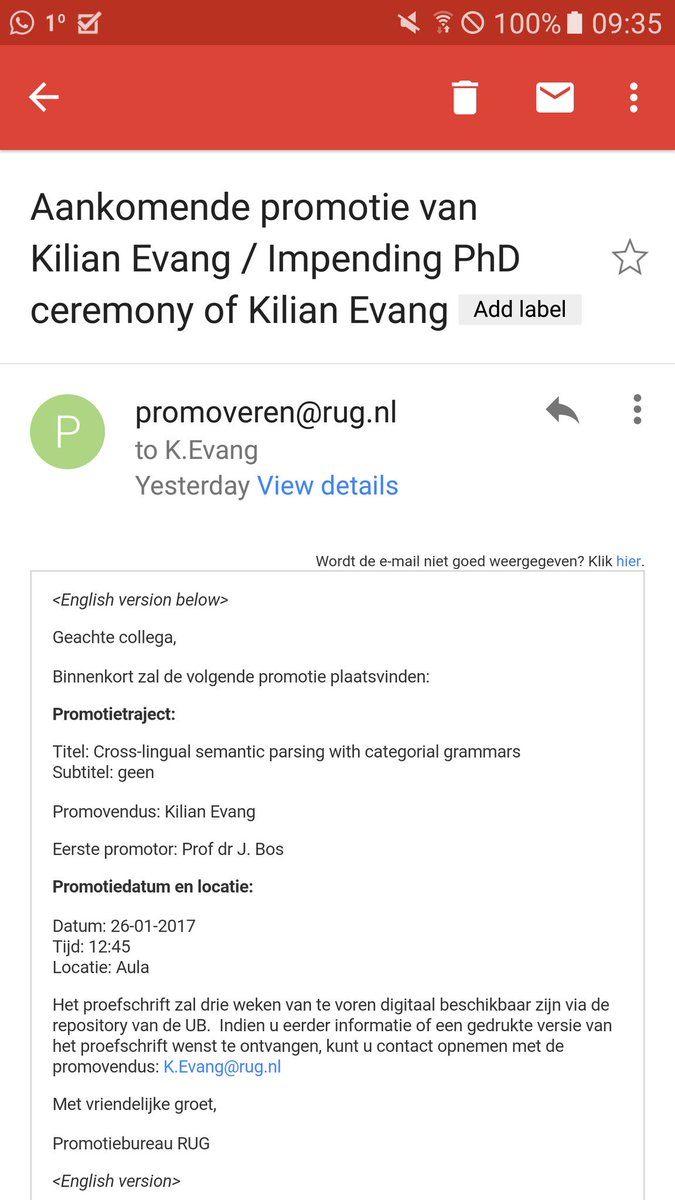 1º 100% 09:35
Aankomende promotie van
Kilian Evang / Impending PhD
ceremony of Kilian Evang Add label
P
promoveren@rug.nl
to K.Evang
Yesterday View details
Wordt de e-mail niet goed weergegeven? Klik hier.
<English version below>
Geachte collega,
Binnenkort zal de volgende promotie plaatsvinden:
Promotietraject:
Titel: Cross-lingual semantic parsing with categorial grammars
Subtitel: geen
Promovendus: Kilian Evang
Eerste promotor: Prof dr J. Bos
Promotiedatum en locatie:
Datum: 26-01-2017
Tijd: 12:45
Locatie: Aula
Het proefschrift zal drie weken van te voren digitaal beschikbaar zijn via de
repository van de UB.  Indien u eerder informatie of een gedrukte versie van
het proefschrift wenst te ontvangen, kunt u contact opnemen met de
promovendus: K.Evang@rug.nl
Met vriendelijke groet,
Promotiebureau RUG
<English version>